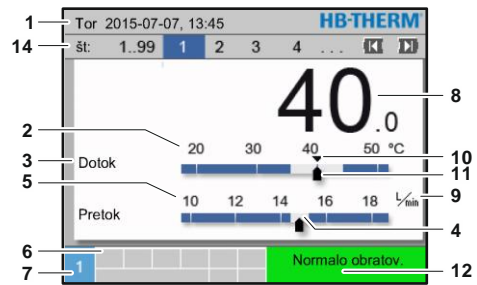 1 Tor 2015-07-07, 13:45 HB-THERM
14 št: 1..99 1 2 3 4 ...
40.0 8
2 20 30 40 50 °C 10
3 Dotok 11
5 10 12 14 16 18 L/min 9
Pretok 4
6 Normalo obratov.
7 1 12